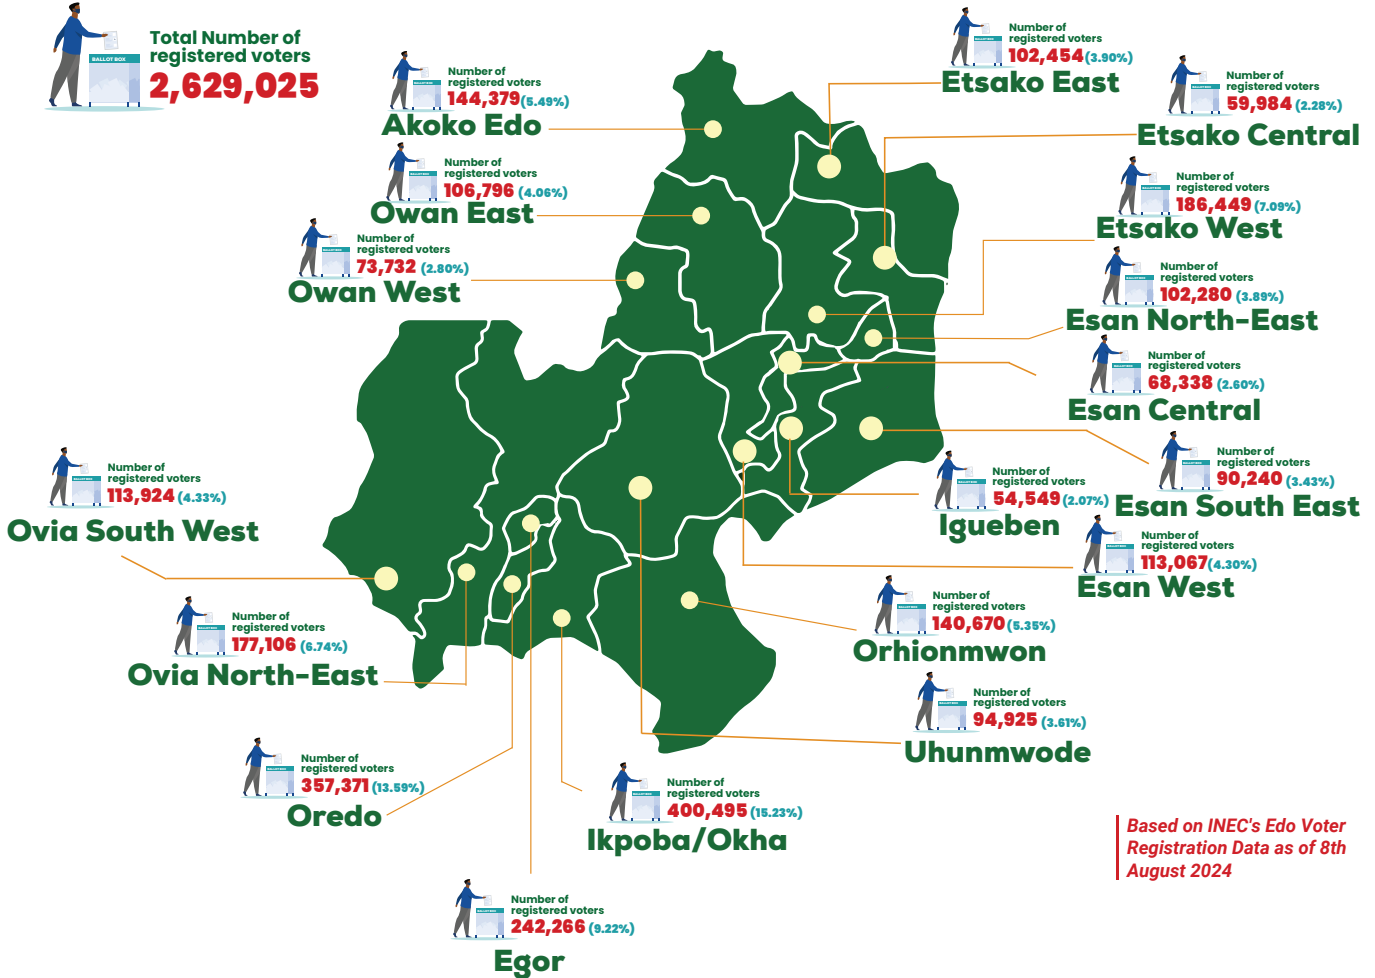 Total Number of
registered voters
2,629,025
BALLOT BOX
Number of
registered voters
144,379(5.49%)
Akoko Edo
Number of
registered voters
106,796 (4.06%)
Owan East
Number of
registered voters
73,732 (2.80%)
Owan West
Number of
registered voters
102,454(3.90%)
Etsako East
Number of
registered voters
59,984 (2.28%)
Etsako Central
Number of
registered voters
186,449 (7.09%)
Etsako West
Number of
registered voters
102,280 (3.89%)
Esan North-East
Number of
registered voters
68,338 (2.60%)
Esan Central
Number of
registered voters
90,240 (3.43%)
Esan South East
Number of
registered voters
54,549(2.07%)
Igueben
Number of
registered voters
113,067(4.30%)
Esan West
Number of
registered voters
113,924 (4.33%)
Ovia South West
Number of
registered voters
177,106 (6.74%)
Ovia North-East
Number of
registered voters
140,670(5.35%)
Orhionmwon
Number of
registered voters
94,925 (3.61%)
Uhunmwode
Number of
registered voters
357,371 (13.59%)
Oredo
Number of
registered voters
400,495 (15.23%)
Ikpoba/Okha
Number of
registered voters
242,266 (9.22%)
Egor
Based on INEC's Edo Voter
Registration Data as of 8th
August 2024